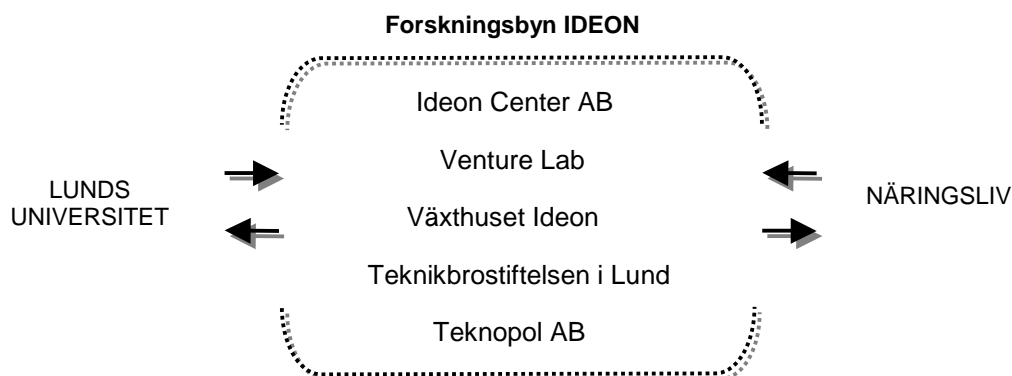 Forskningsbyn IDEON
Ideon Center AB
Venture Lab
LUNDS
UNIVERSITET
Växthuset Ideon
NÄRINGSLIV
Teknikbrostiftelsen i Lund
Teknopol AB